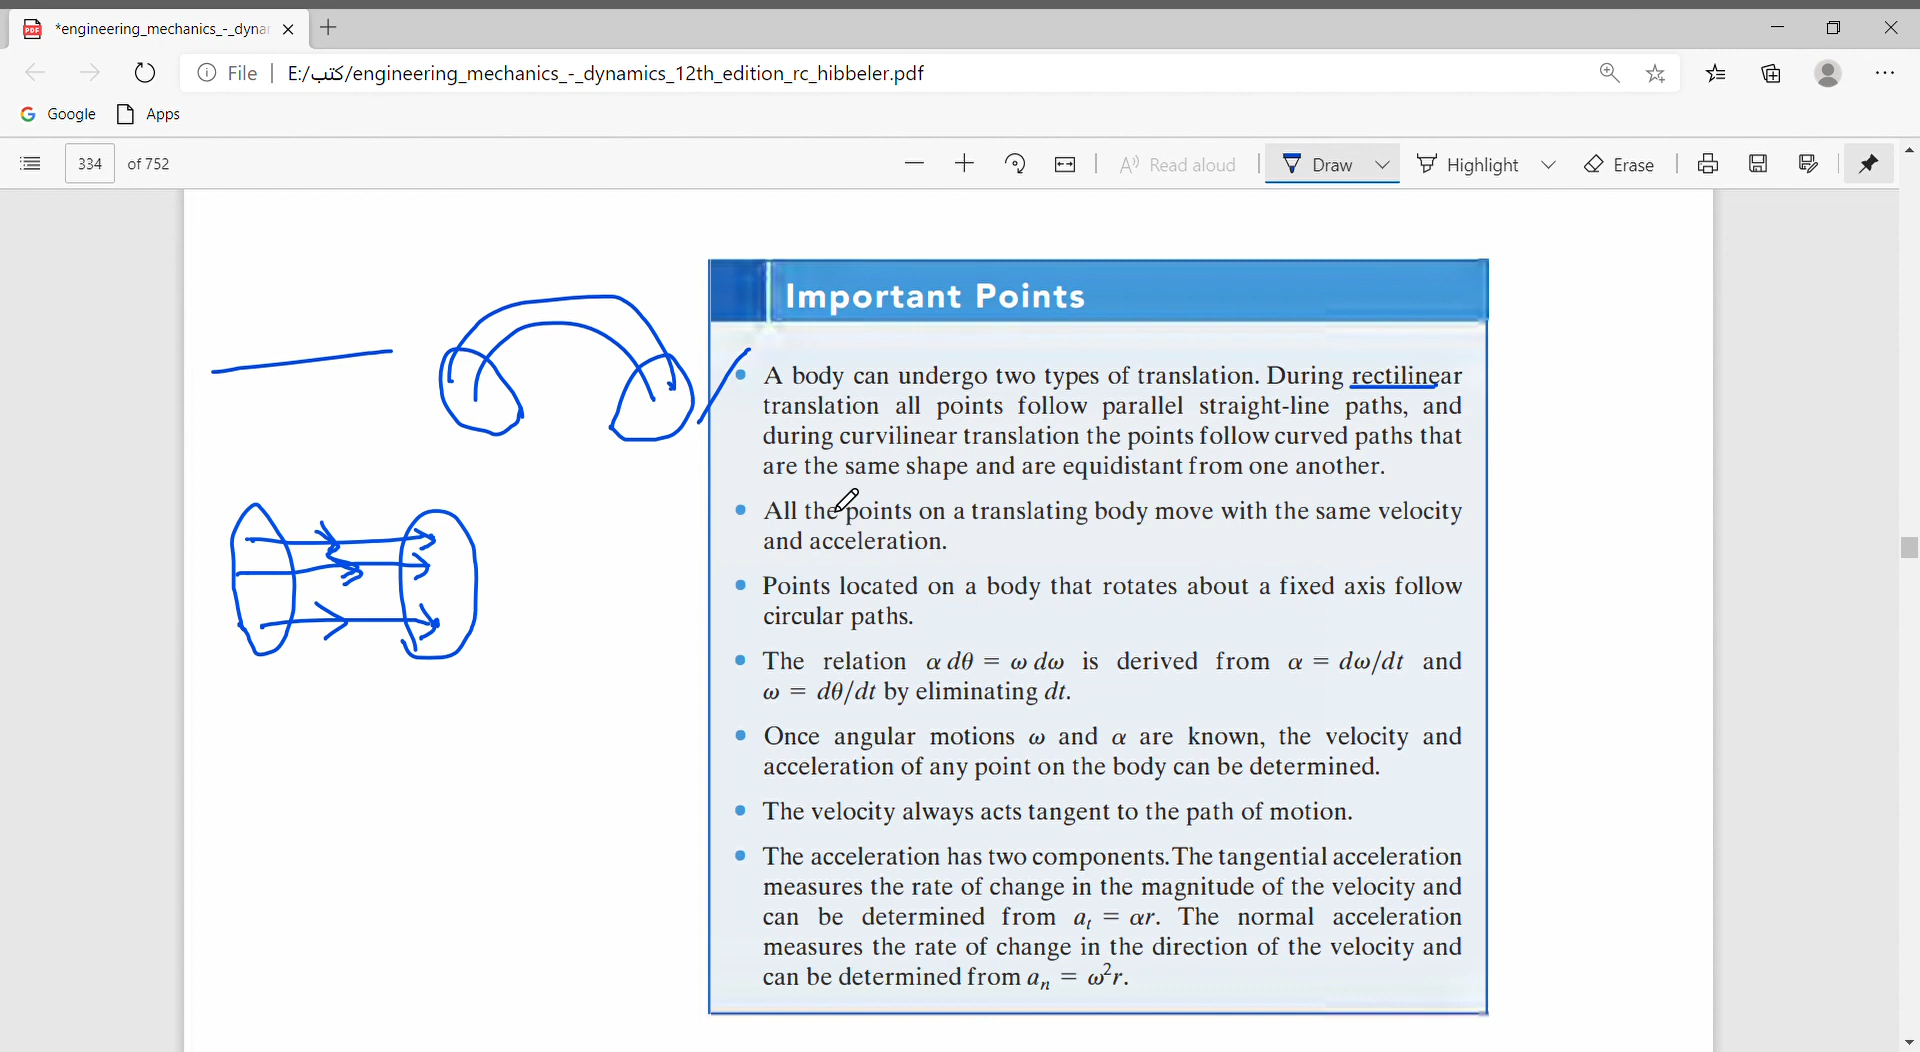 *engineering_mechanics_-_dyna
File | E:/كتب/engineering_mechanics_-_dynamics_12th_edition_rc_hibbeler.pdf
Google Apps
334 of 752 Read aloud Draw Highlight Erase
Important Points
• A body can undergo two types of translation. During rectilinear
translation all points follow parallel straight-line paths, and
during curvilinear translation the points follow curved paths that
are the same shape and are equidistant from one another.
• All the points on a translating body move with the same velocity
and acceleration.
• Points located on a body that rotates about a fixed axis follow
circular paths.
• The relation α dθ = ω dω is derived from α = dω/dt and
ω = dθ/dt by eliminating dt.
• Once angular motions ω and α are known, the velocity and
acceleration of any point on the body can be determined.
• The velocity always acts tangent to the path of motion.
• The acceleration has two components. The tangential acceleration
measures the rate of change in the magnitude of the velocity and
can be determined from aₜ = αr. The normal acceleration
measures the rate of change in the direction of the velocity and
can be determined from aₙ = ω²r.